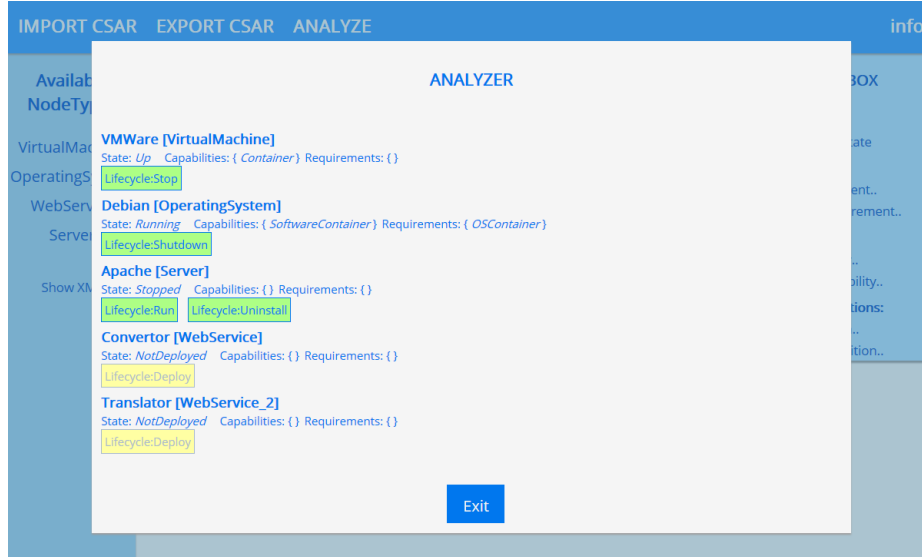 IMPORT CSAR EXPORT CSAR ANALYZE
ANALYZER
VMWare [VirtualMachine]
State: Up Capabilities: { Container } Requirements: { }
Lifecycle:Stop
Debian [OperatingSystem]
State: Running Capabilities: { SoftwareContainer } Requirements: { OSContainer }
Lifecycle:Shutdown
Apache [Server]
State: Stopped Capabilities: { } Requirements: { }
Lifecycle:Run Lifecycle:Uninstall
Convertor [WebService]
State: NotDeployed Capabilities: { } Requirements: { }
Lifecycle:Deploy
Translator [WebService_2]
State: NotDeployed Capabilities: { } Requirements: { }
Lifecycle:Deploy
Exit